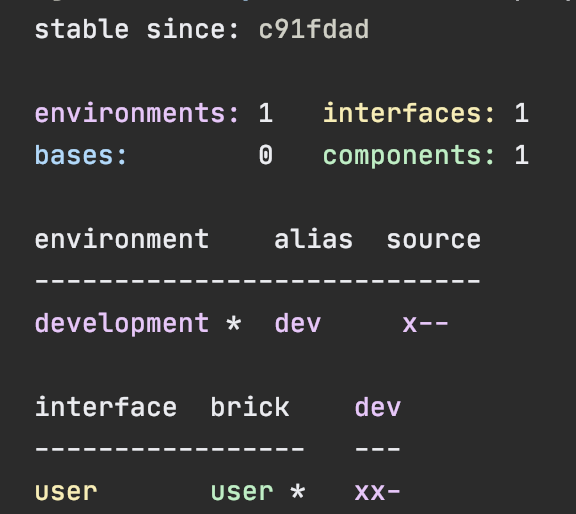 stable since: c91fdad
environments: 1   interfaces: 1
bases:        0   components: 1
environment    alias  source
----------------------------
development *  dev     x--
interface  brick    dev
-----------------   ---
user       user *   xx-